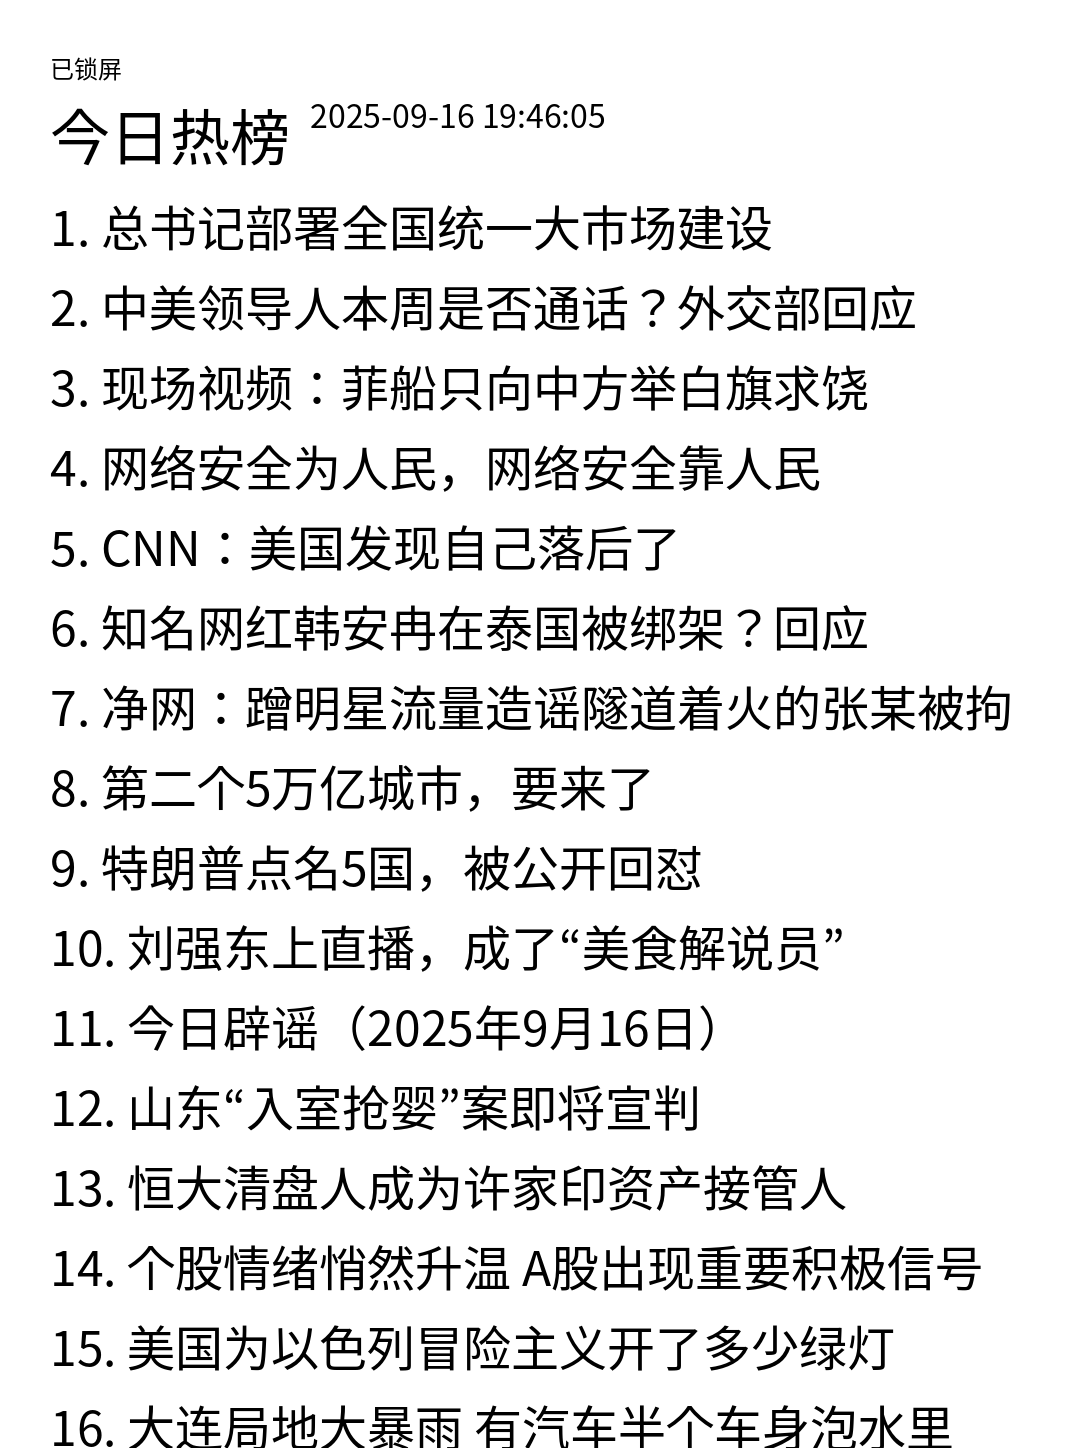 已锁屏
今日热榜 2025-09-16 19:46:05
1. 总书记部署全国统一大市场建设
2. 中美领导人本周是否通话？外交部回应
3. 现场视频：菲船只向中方举白旗求饶
4. 网络安全为人民，网络安全靠人民
5. CNN：美国发现自己落后了
6. 知名网红韩安冉在泰国被绑架？回应
7. 净网：蹭明星流量造谣隧道着火的张某被拘
8. 第二个5万亿城市，要来了
9. 特朗普点名5国，被公开回怼
10. 刘强东上直播，成了“美食解说员”
11. 今日辟谣（2025年9月16日）
12. 山东“入室抢婴”案即将宣判
13. 恒大清盘人成为许家印资产接管人
14. 个股情绪悄然升温 A股出现重要积极信号
15. 美国为以色列冒险主义开了多少绿灯
16. 大连局地大暴雨 有汽车半个车身泡水里